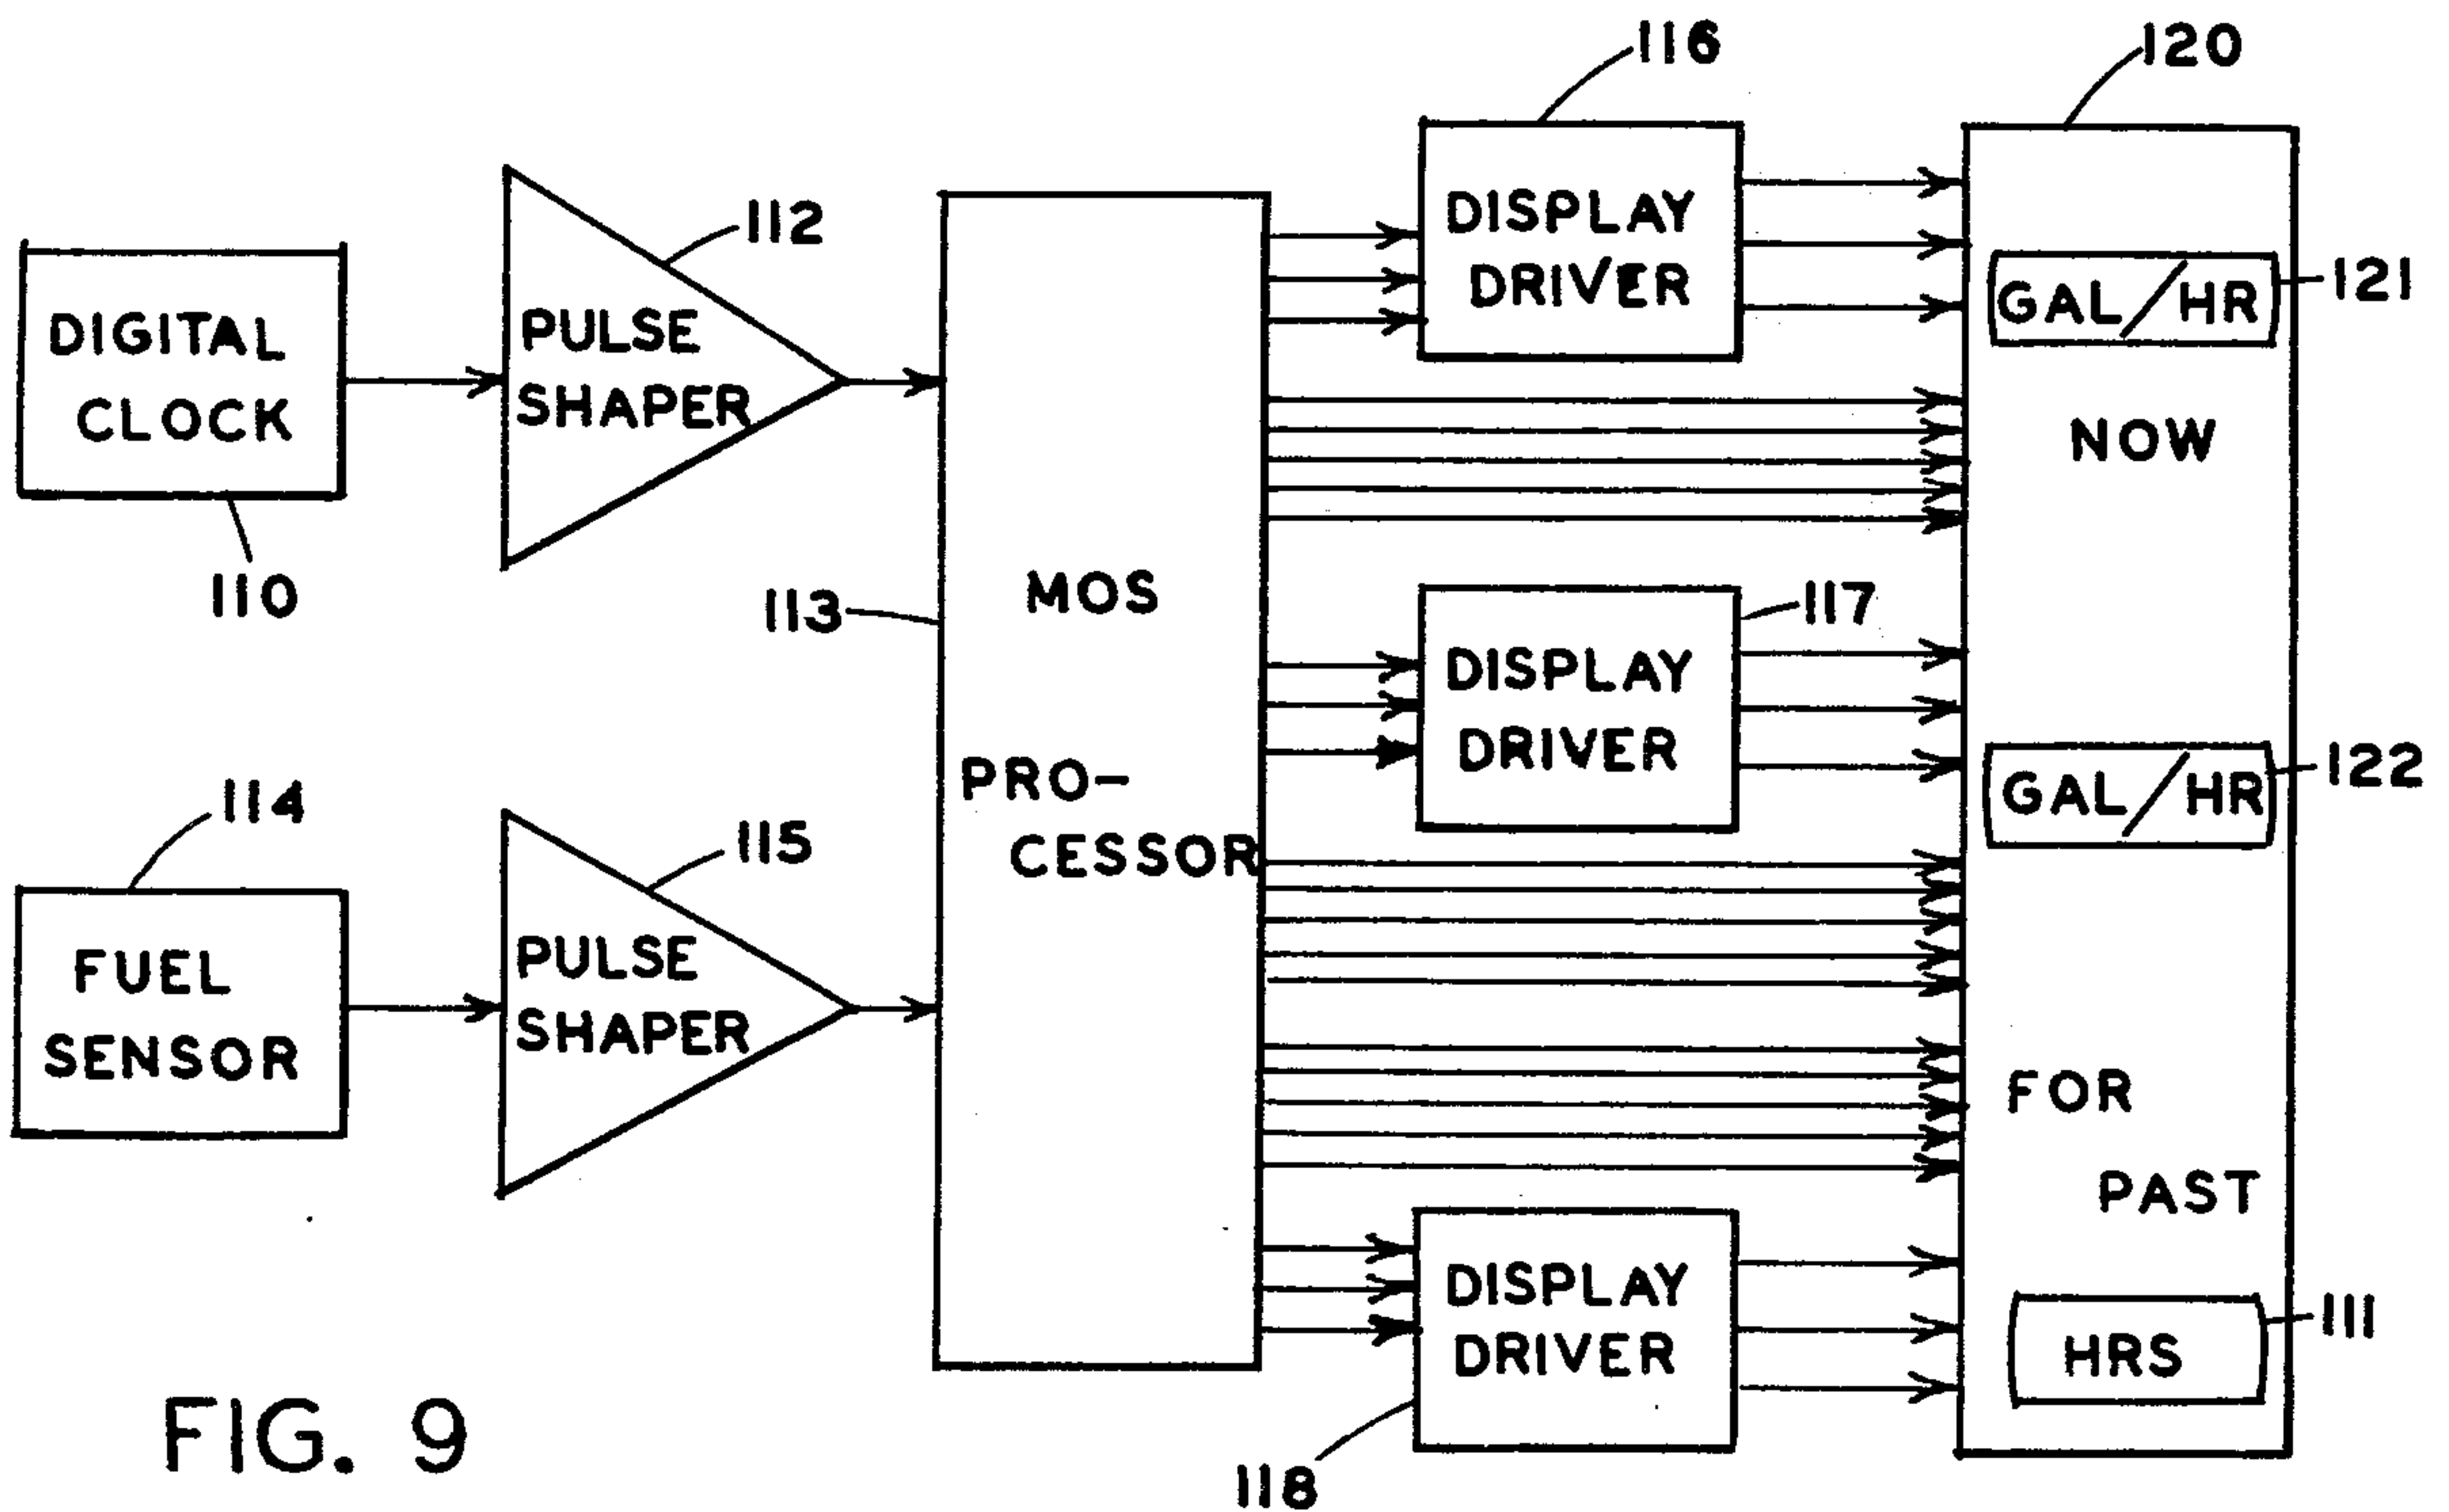 116
120
112
DISPLAY
DRIVER
GAL/HR
121
DIGITAL
CLOCK
PULSE
SHAPER
NOW
110
113
MOS
117
DISPLAY
DRIVER
PRO-
CESSOR
GAL/HR
122
114
115
FUEL
SENSOR
PULSE
SHAPER
FOR
PAST
DISPLAY
DRIVER
HRS
111
118
FIG. 9